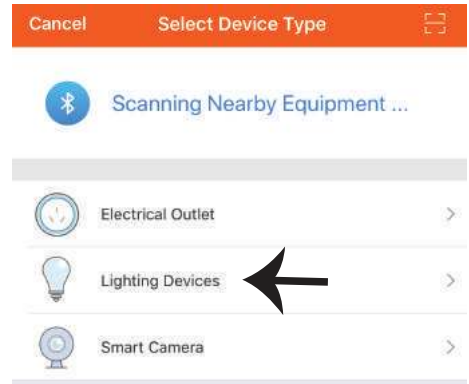 Cancel Select Device Type
Scanning Nearby Equipment ...
Electrical Outlet
Lighting Devices
Smart Camera